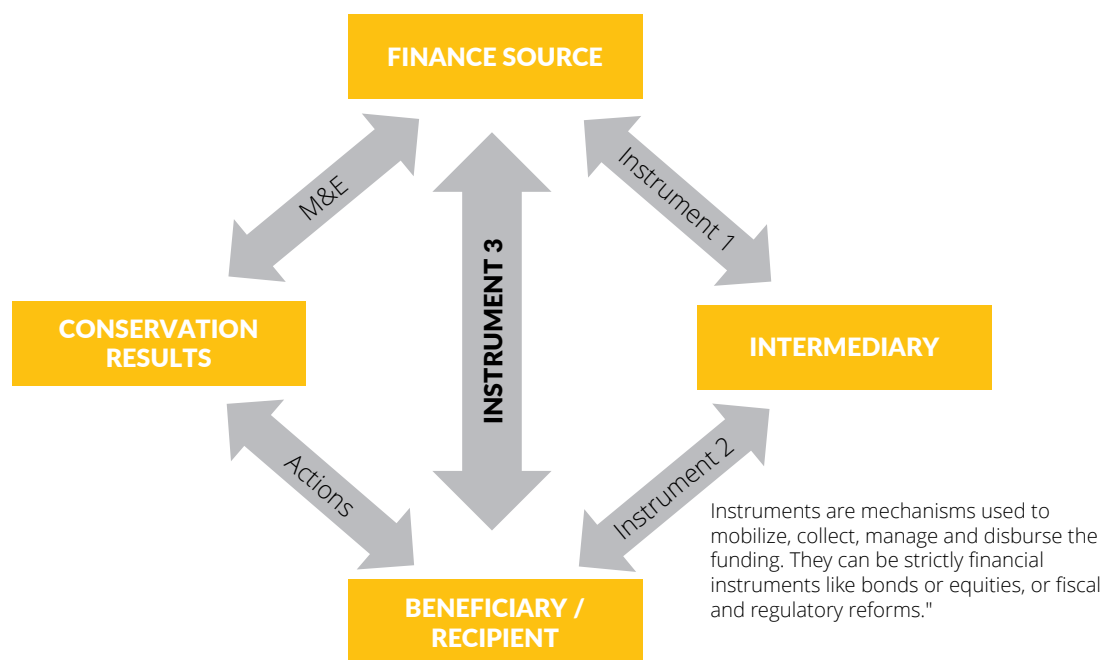 FINANCE SOURCE
M&E
Instrument 1
INSTRUMENT 3
CONSERVATION
RESULTS
INTERMEDIARY
Actions
Instrument 2
Instruments are mechanisms used to
mobilize, collect, manage and disburse the
funding. They can be strictly financial
instruments like bonds or equities, or fiscal
and regulatory reforms."
BENEFICIARY /
RECIPIENT